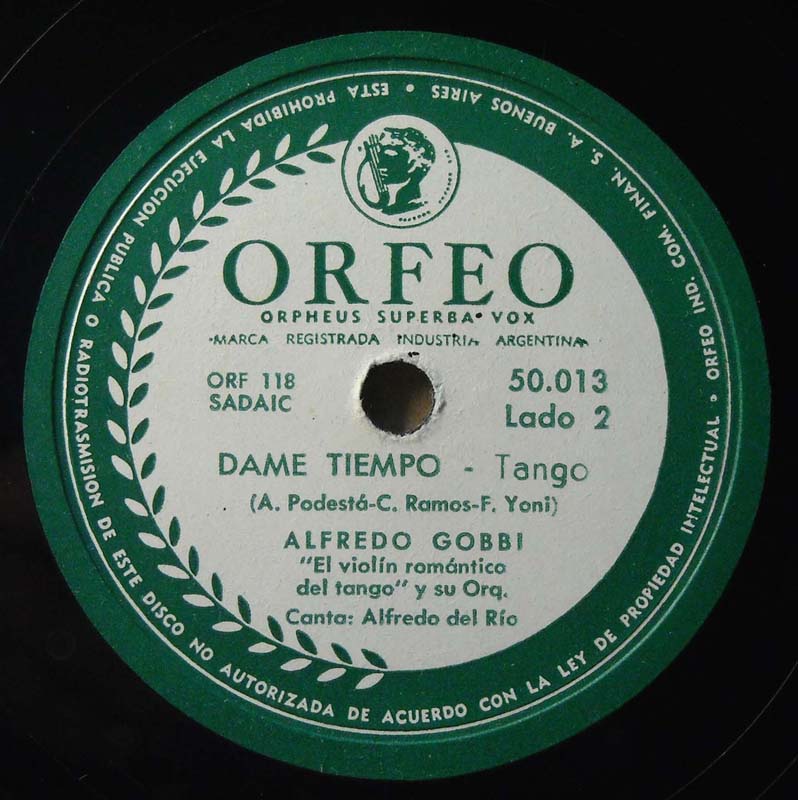 ORFEO
ORPHEUS SUPERBA VOX
MARCA REGISTRADA INDUSTRIA ARGENTINA
ORF 118
SADAIC
50.013
Lado 2
DAME TIEMPO - Tango
(A. Podestá-C. Ramos-F. Yoni)
ALFREDO GOBBI
"El violín romántico
del tango" y su Orq.
Canta: Alfredo del Río
ORFEO IND. COM. FINAN. S. A. BUENOS AIRES • ESTA PROHIBIDA LA EJECUCION PUBLICA O RADIOTRASMISION DE ESTE DISCO NO AUTORIZADA DE ACUERDO CON LA LEY DE PROPIEDAD INTELECTUAL •